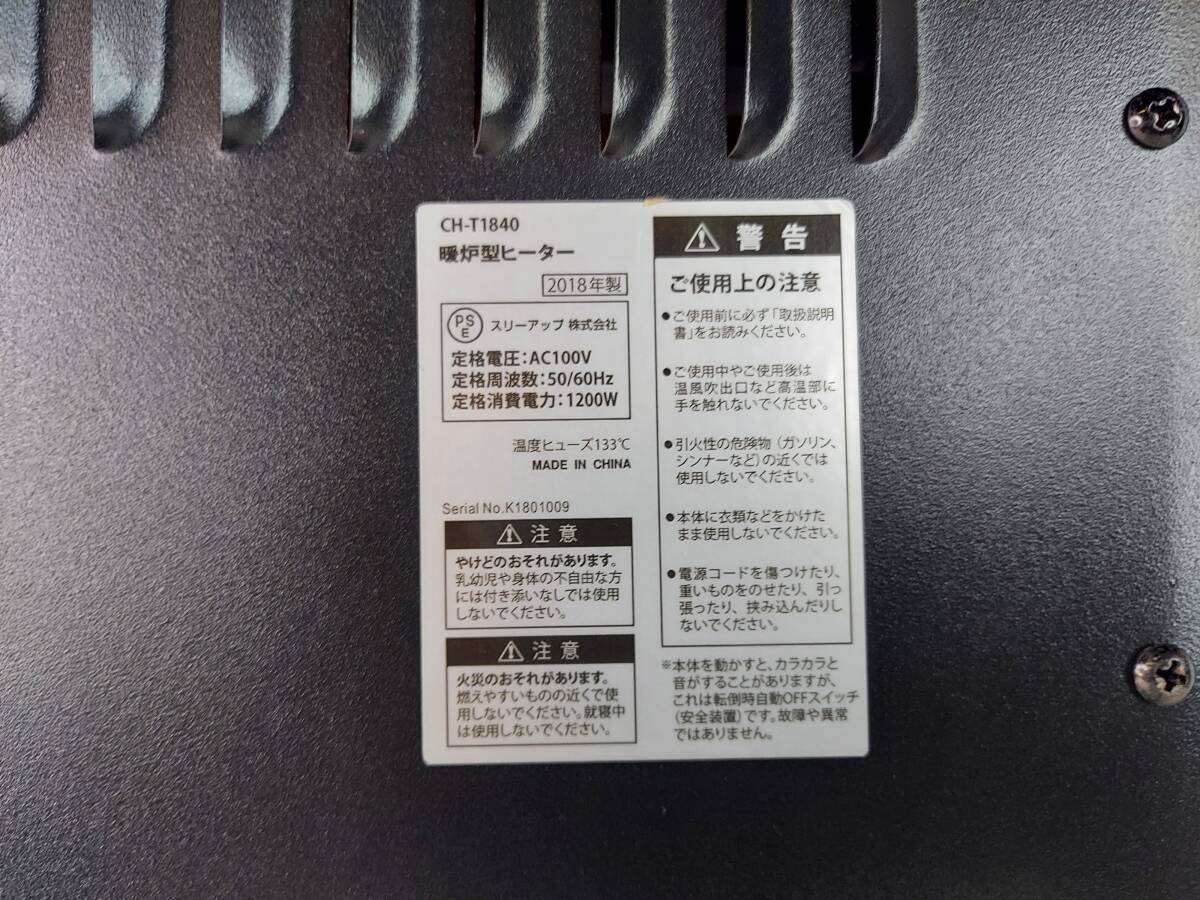 CH-T1840
暖炉型ヒーター
2018年製
PS
E
スリーアップ 株式会社
定格電圧:AC100V
定格周波数:50/60Hz
定格消費電力:1200W
温度ヒューズ133℃
MADE IN CHINA
Serial No.K1801009
注意
やけどのおそれがあります。
乳幼児や身体の不自由な方
には付き添いなしでは使用
しないでください。
注意
火災のおそれがあります。
燃えやすいものの近くで使
用しないでください。就寝中
は使用しないでください。
警告
ご使用上の注意
●ご使用前に必ず「取扱説明
書」をお読みください。
●ご使用中やご使用後は
温風吹出口など高温部に
手を触れないでください。
●引火性の危険物(ガソリン、
シンナーなど)の近くでは
使用しないでください。
●本体に衣類などをかけた
まま使用しないでください。
●電源コードを傷つけたり、
重いものをのせたり、引っ
張ったり、挟み込んだりし
ないでください。
※本体を動かすと、カラカラと
音がすることがありますが、
これは転倒時自動OFFスイッチ
(安全装置)です。故障や異常
ではありません。